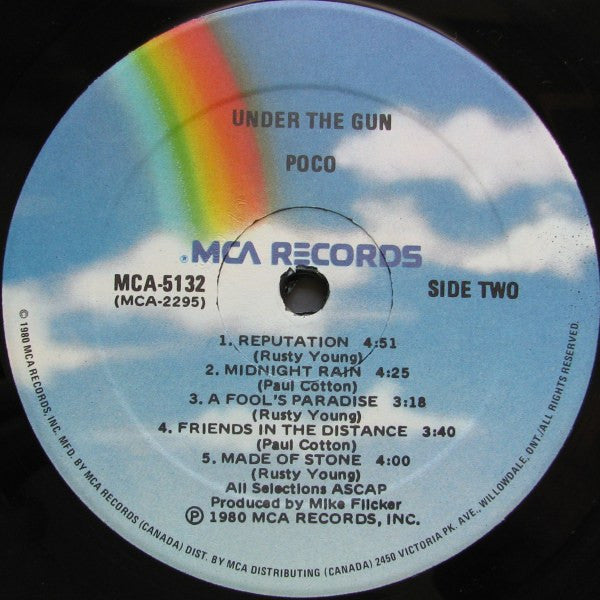 UNDER THE GUN
POCO
® MCA RECORDS
MCA-5132
(MCA-2295)
SIDE TWO
1. REPUTATION 4:51
(Rusty Young)
2. MIDNIGHT RAIN 4:25
(Paul Cotton)
3. A FOOL'S PARADISE 3:18
(Rusty Young)
4. FRIENDS IN THE DISTANCE 3:40
(Paul Cotton)
5. MADE OF STONE 4:00
(Rusty Young)
All Selections ASCAP
Produced by Mike Flicker
℗ 1980 MCA RECORDS, INC.
© 1980 MCA RECORDS, INC. MFD. BY MCA RECORDS (CANADA) DIST. BY MCA DISTRIBUTING (CANADA) 2450 VICTORIA PK. AVE., WILLOWDALE, ONT./ALL RIGHTS RESERVED.